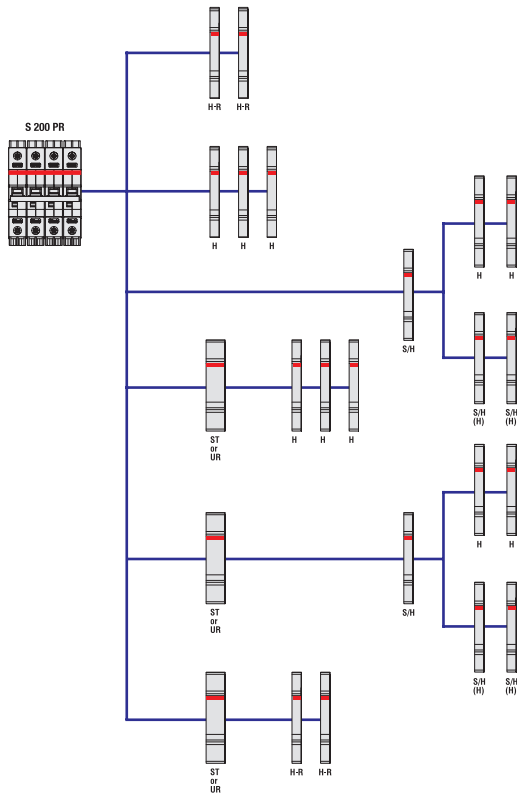 H-R H-R
S 200 PR
H H H
H H
S/H
S/H S/H
(H) (H)
H H H
ST
or
UR
H H
S/H
ST
or
UR
S/H S/H
(H) (H)
H-R H-R
ST
or
UR